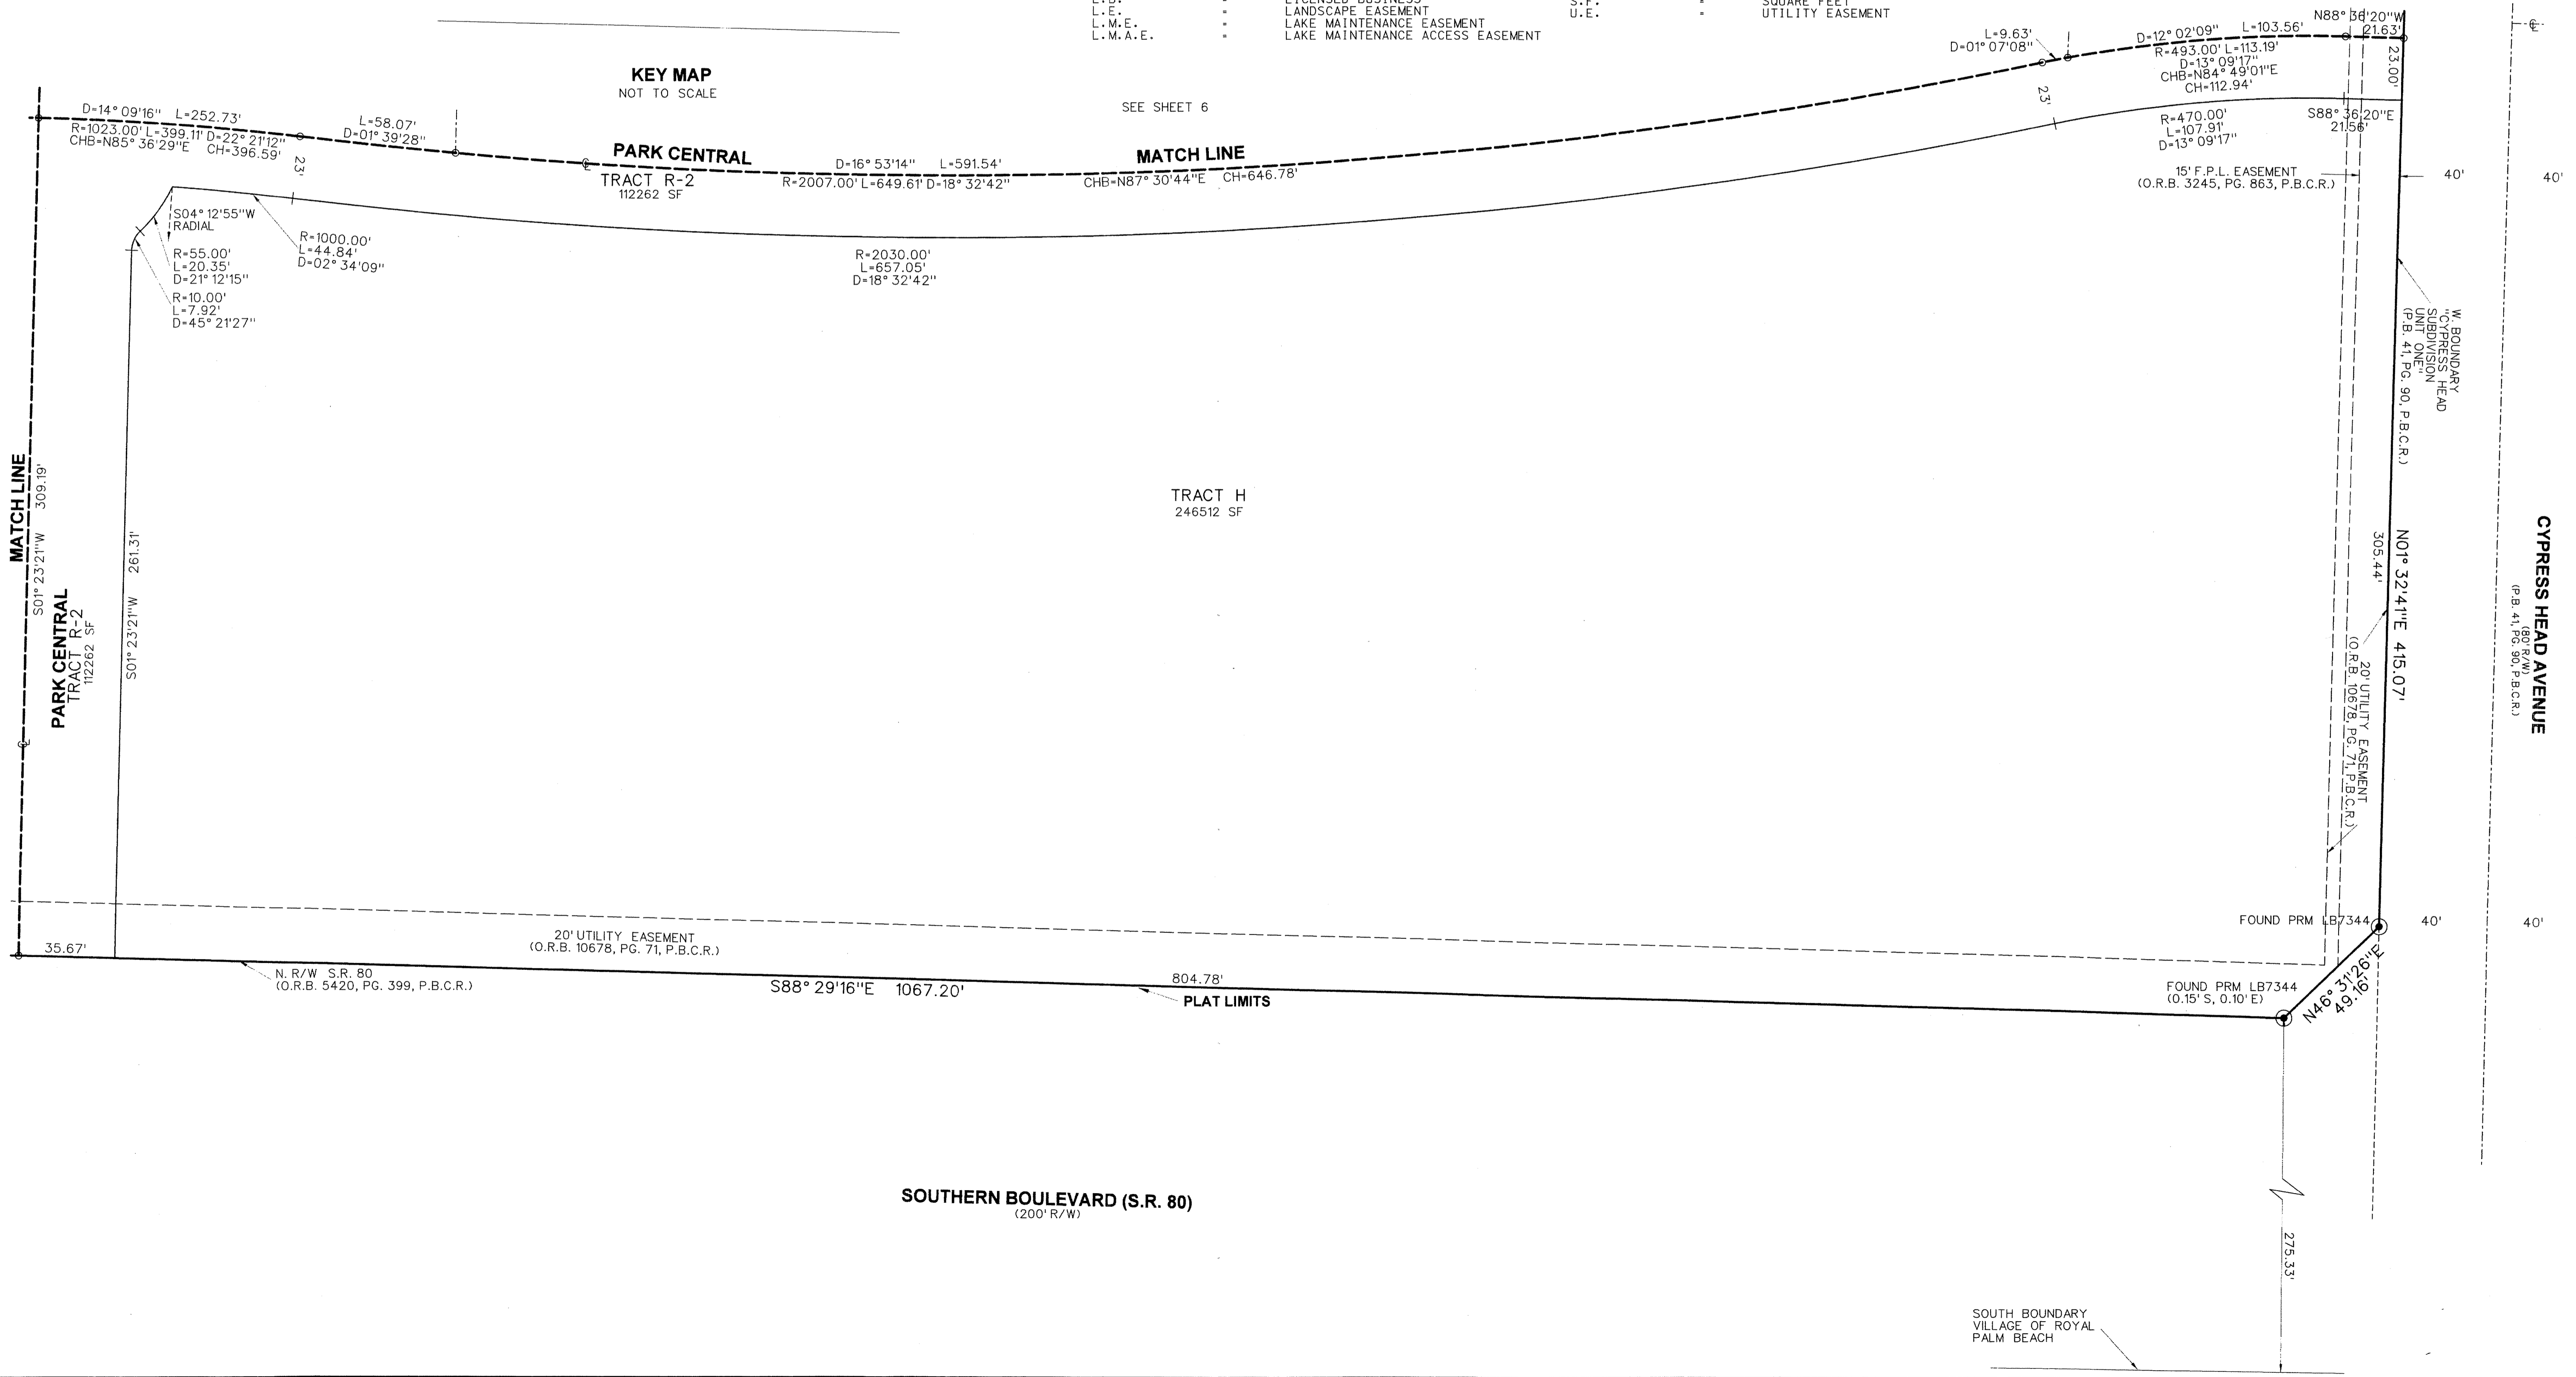 L.E. = LANDSCAPE EASEMENT
U.E. = UTILITY EASEMENT
L.M.E. = LAKE MAINTENANCE EASEMENT
L.M.A.E. = LAKE MAINTENANCE ACCESS EASEMENT
KEY MAP
NOT TO SCALE
SEE SHEET 6
N88°36'20"W
21.63'
23.00'
L=9.63'
D=01°07'08"
D=12°02'09" L=103.56'
R=493.00' L=113.19'
D=13°09'17"
CHB=N84°49'01"E
CH=112.94'
23'
R=470.00'
L=107.91'
D=13°09'17"
S88°36'20"E
21.56'
15' F.P.L. EASEMENT
(O.R.B. 3245, PG. 863, P.B.C.R.)
40'
40'
D=14°09'16" L=252.73'
R=1023.00' L=399.11' D=22°21'12"
CHB=N85°36'29"E CH=396.59'
23'
L=58.07'
D=01°39'28"
PARK CENTRAL
TRACT R-2
112262 SF
D=16°53'14" L=591.54'
R=2007.00' L=649.61' D=18°32'42"
MATCH LINE
CHB=N87°30'44"E CH=646.78'
S04°12'55"W
RADIAL
R=55.00'
L=20.35'
D=21°12'15"
R=10.00'
L=7.92'
D=45°21'27"
R=1000.00'
L=44.84'
D=02°34'09"
R=2030.00'
L=657.05'
D=18°32'42"
W. BOUNDARY
"CYPRESS HEAD
SUBDIVISION
UNIT ONE"
(P.B. 41, PG. 90, P.B.C.R.)
MATCH LINE
S01°23'21"W 309.19'
PARK CENTRAL
TRACT R-2
112262 SF
S01°23'21"W 261.31'
TRACT H
246512 SF
305.44'
N01°32'41"E 415.07'
20' UTILITY EASEMENT
(O.R.B. 10678, PG. 71, P.B.C.R.)
CYPRESS HEAD AVENUE
(80' R/W)
(P.B. 41, PG. 90, P.B.C.R.)
35.67'
20' UTILITY EASEMENT
(O.R.B. 10678, PG. 71, P.B.C.R.)
N. R/W S.R. 80
(O.R.B. 5420, PG. 399, P.B.C.R.)
S88°29'16"E 1067.20'
804.78'
PLAT LIMITS
FOUND PRM LB7344
40'
40'
FOUND PRM LB7344
(0.15' S, 0.10' E)
N46°31'26"E
49.16'
SOUTHERN BOULEVARD (S.R. 80)
(200' R/W)
275.33'
SOUTH BOUNDARY
VILLAGE OF ROYAL
PALM BEACH